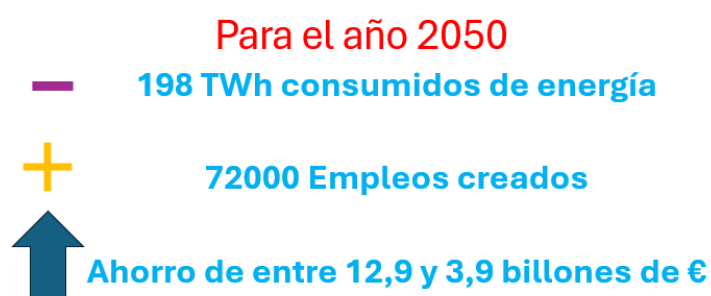 Para el año 2050
198 TWh consumidos de energía
72000 Empleos creados
Ahorro de entre 12,9 y 3,9 billones de €